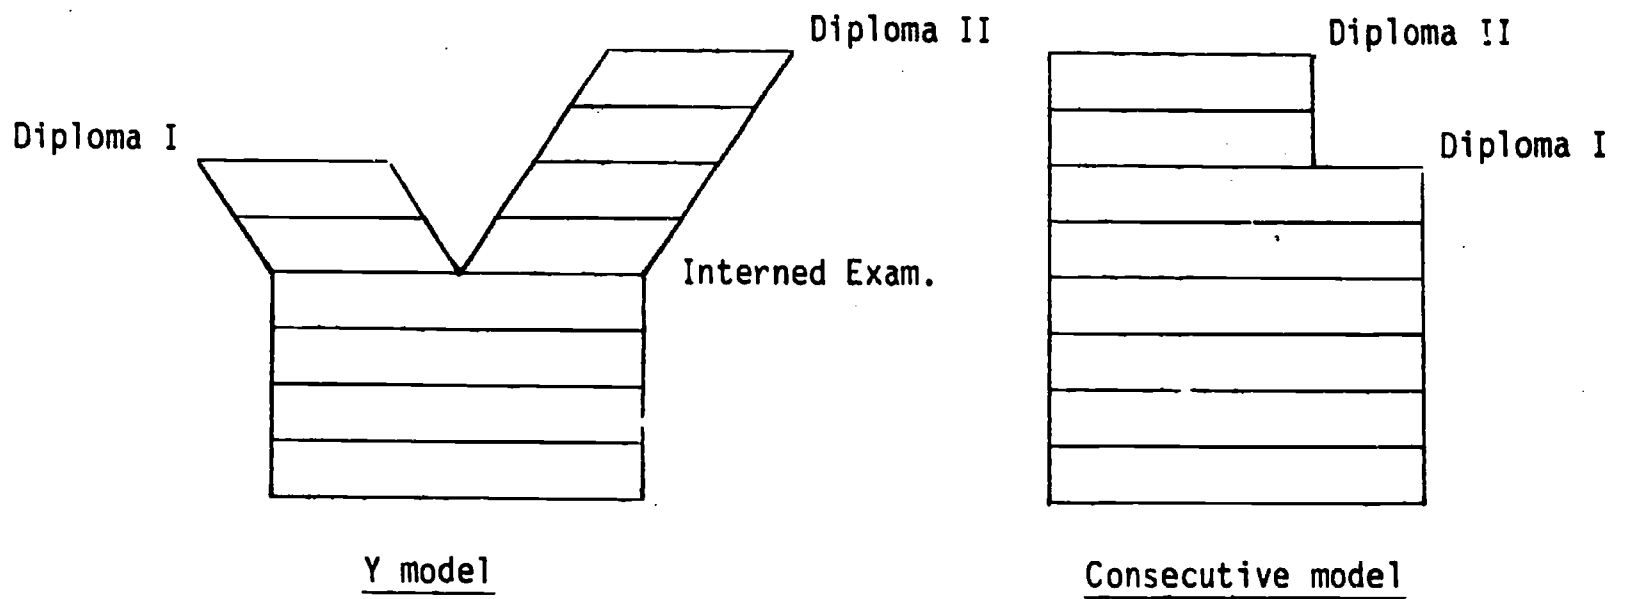 Diploma II
Diploma I
Interned Exam.
Y model
Diploma II
Diploma I
Consecutive model